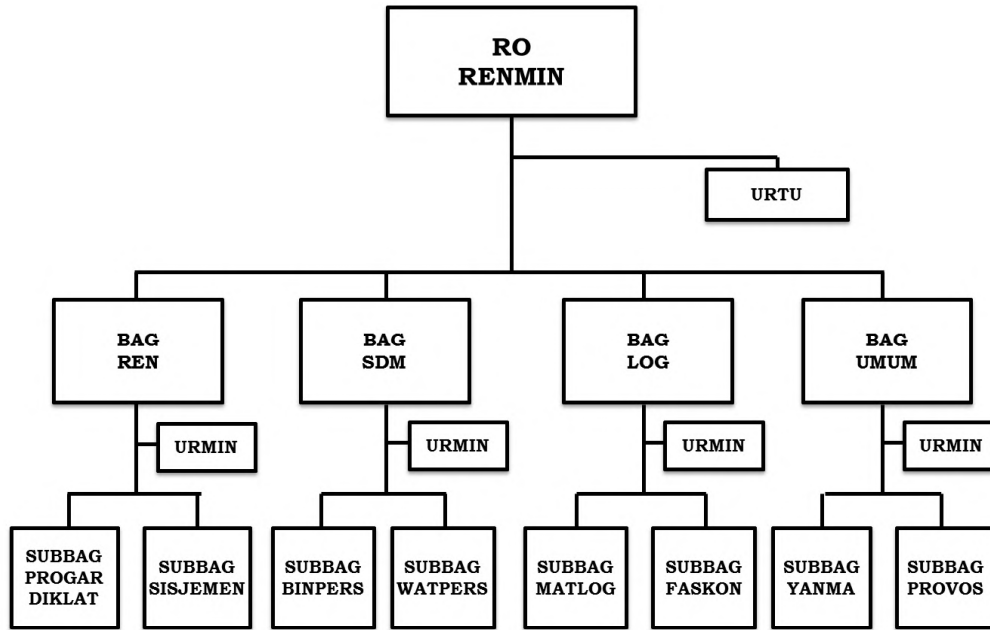 RO
RENMIN
URTU
BAG
REN
BAG
SDM
BAG
LOG
BAG
UMUM
URMIN
URMIN
URMIN
URMIN
SUBBAG
PROGAR
DIKLAT
SUBBAG
SISJEMEN
SUBBAG
BINPERS
SUBBAG
WATPERS
SUBBAG
MATLOG
SUBBAG
FASKON
SUBBAG
YANMA
SUBBAG
PROVOS